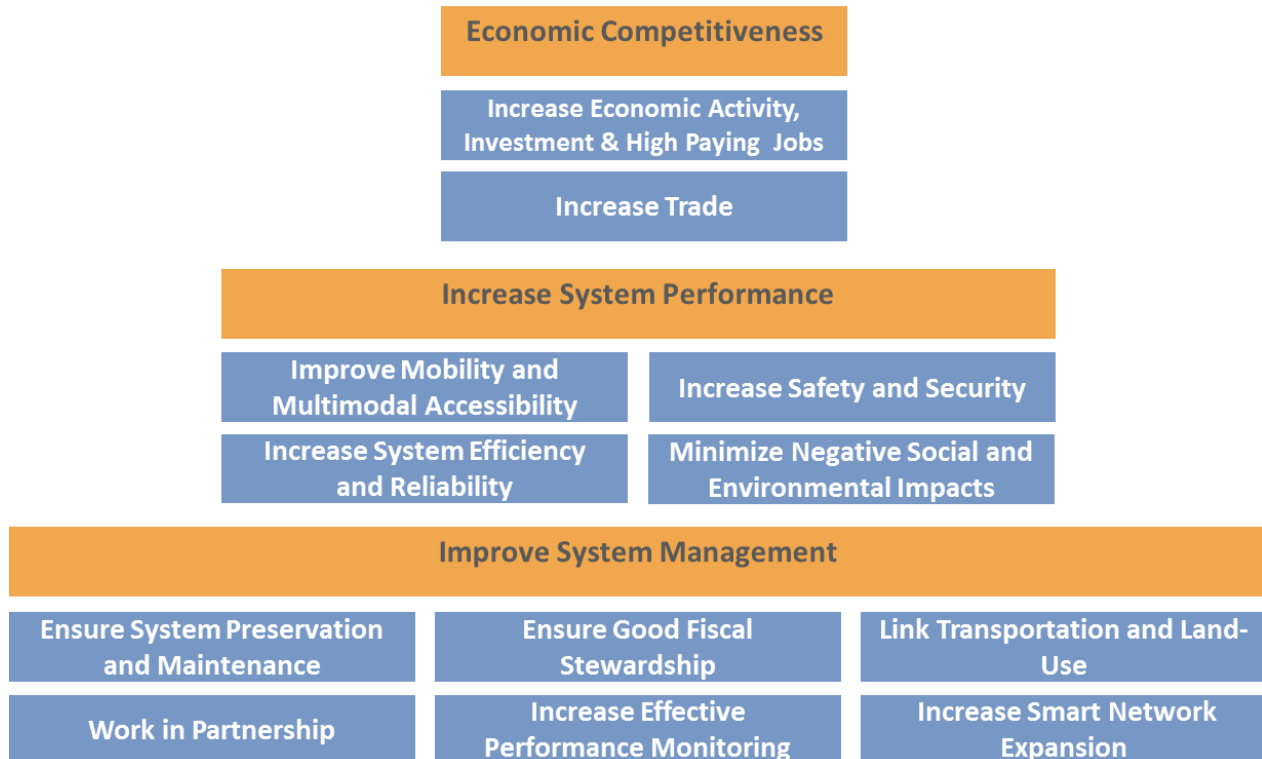 Economic Competitiveness
Increase Economic Activity,
Investment & High Paying Jobs
Increase Trade
Increase System Performance
Improve Mobility and
Multimodal Accessibility
Increase Safety and Security
Increase System Efficiency
and Reliability
Minimize Negative Social and
Environmental Impacts
Improve System Management
Ensure System Preservation
and Maintenance
Ensure Good Fiscal
Stewardship
Link Transportation and Land-
Use
Work in Partnership
Increase Effective
Performance Monitoring
Increase Smart Network
Expansion